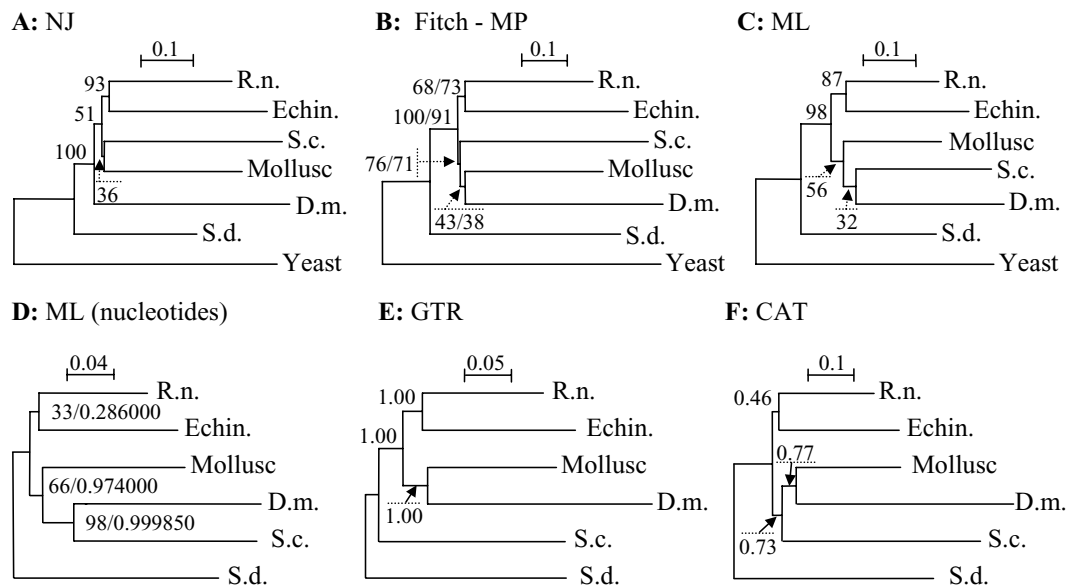 A: NJ
0.1
93
R.n.
51
Echin.
S.c.
100
Mollusc
36
D.m.
S.d.
Yeast
B: Fitch - MP
0.1
68/73
R.n.
100/91
Echin.
S.c.
76/71
Mollusc
D.m.
43/38
S.d.
Yeast
C: ML
0.1
87
R.n.
98
Echin.
Mollusc
S.c.
56
D.m.
32
S.d.
Yeast
D: ML (nucleotides)
0.04
R.n.
33/0.286000
Echin.
Mollusc
66/0.974000
D.m.
98/0.999850
S.c.
S.d.
E: GTR
0.05
1.00
R.n.
1.00
Echin.
Mollusc
D.m.
1.00
S.c.
S.d.
F: CAT
0.1
0.46
R.n.
Echin.
0.77
Mollusc
D.m.
0.73
S.c.
S.d.